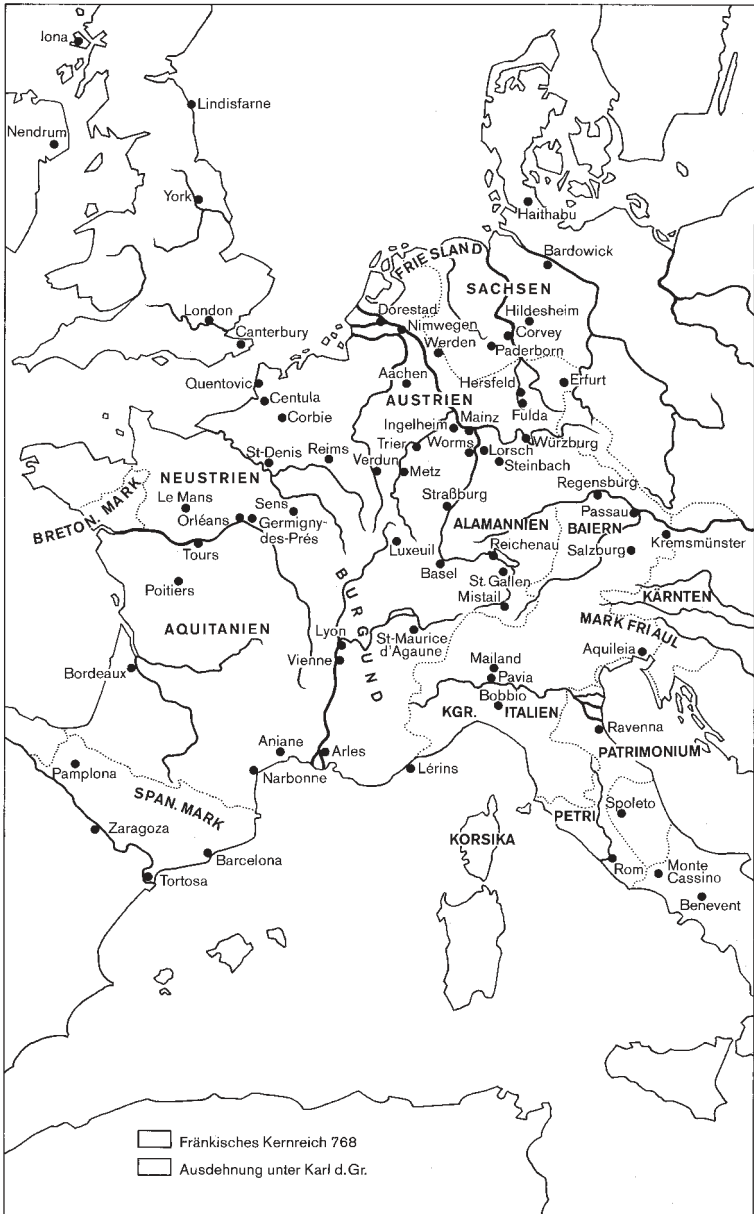 Iona
Lindisfarne
Nendrum
York
Haithabu
Bardowick
FRIESLAND
SACHSEN
London
Canterbury
Dorestad
Nimwegen
Hildesheim
Corvey
Werden
Paderborn
Quentovic
Centula
Corbie
Aachen
AUSTRIEN
Hersfeld
Erfurt
Fulda
Ingelheim
Mainz
Trier
Worms
Lorsch
Würzburg
Steinbach
St-Denis
Reims
Verdun
Metz
NEUSTRIEN
BRETON. MARK
Le Mans
Sens
Orléans
Germigny-
des-Prés
Straßburg
Regensburg
ALAMANNIEN
Passau
BAIERN
Tours
Luxeuil
Reichenau
Salzburg
Kremsmünster
Basel
St. Gallen
Poitiers
Mistail
KÄRNTEN
BURGUND
AQUITANIEN
MARK FRIAUL
Lyon
St-Maurice
d'Agaune
Vienne
Aquileia
Bordeaux
Mailand
Pavia
Bobbio
KGR. ITALIEN
Ravenna
Aniane
Arles
PATRIMONIUM
Pamplona
Narbonne
Lérins
SPAN. MARK
Spoleto
PETRI
Zaragoza
KORSIKA
Barcelona
Rom
Monte
Cassino
Tortosa
Benevent
Fränkisches Kernreich 768
Ausdehnung unter Karl d.Gr.